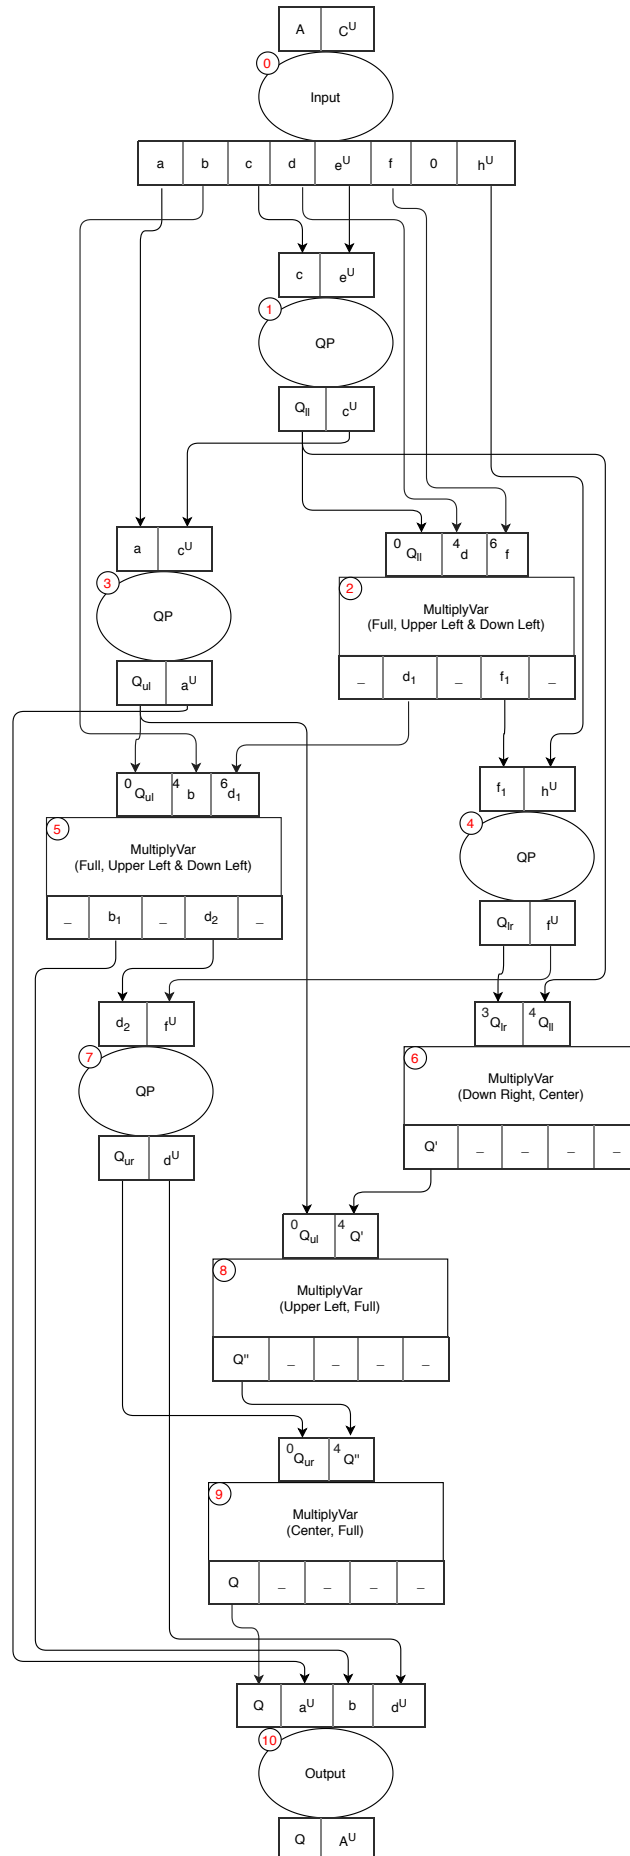 A C^U
0
Input
a b c d e^U f 0 h^U
c e^U
1
QP
Q_ll c^U
a c^U
3
QP
Q_ul a^U
0 Q_ll 4 d 6 f
2
MultiplyVar
(Full, Upper Left & Down Left)
_ d_1 _ f_1 _
0 Q_ul 4 b 6 d_1
5
MultiplyVar
(Full, Upper Left & Down Left)
_ b_1 _ d_2 _
f_1 h^U
4
QP
Q_lr f^U
d_2 f^U
7
QP
Q_ur d^U
3 Q_lr 4 Q_ll
6
MultiplyVar
(Down Right, Center)
Q' _ _ _ _
0 Q_ul 4 Q'
8
MultiplyVar
(Upper Left, Full)
Q" _ _ _ _
0 Q_ur 4 Q"
9
MultiplyVar
(Center, Full)
Q _ _ _ _
Q a^U b d^U
10
Output
Q A^U